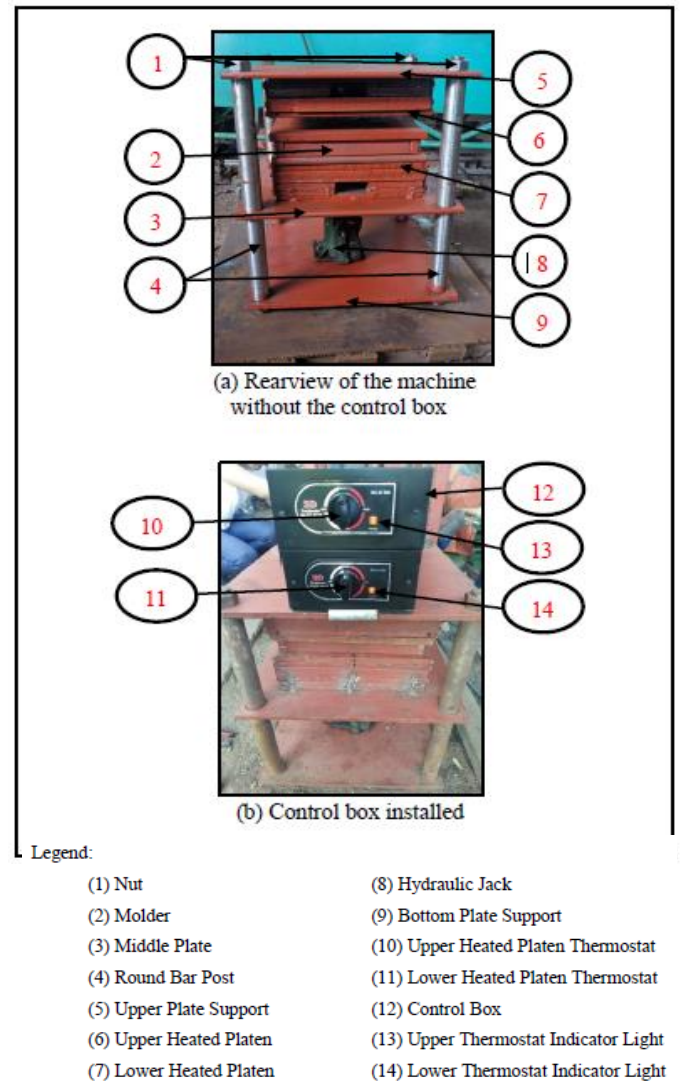 1
5
6
2
7
3
8
4
9
(a) Rearview of the machine
without the control box
12
10
13
11
14
(b) Control box installed
Legend:
(1) Nut
(2) Molder
(3) Middle Plate
(4) Round Bar Post
(5) Upper Plate Support
(6) Upper Heated Platen
(7) Lower Heated Platen
(8) Hydraulic Jack
(9) Bottom Plate Support
(10) Upper Heated Platen Thermostat
(11) Lower Heated Platen Thermostat
(12) Control Box
(13) Upper Thermostat Indicator Light
(14) Lower Thermostat Indicator Light